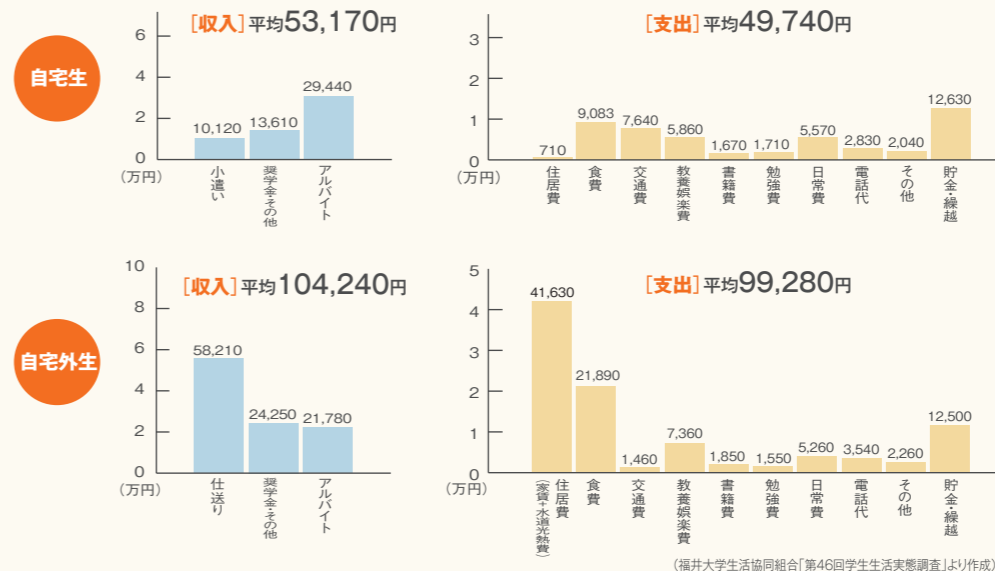 自宅生
[収入]平均53,170円
6
4
2
0
(万円)
10,120
13,610
29,440
小遣い
奨学金・その他
アルバイト
[支出]平均49,740円
3
2
1
0
(万円)
710
9,083
7,640
5,860
1,670
1,710
5,570
2,830
2,040
12,630
住居費
食費
交通費
教養娯楽費
書籍費
勉強費
日常費
電話代
その他
貯金・繰越
自宅外生
[収入]平均104,240円
10
8
6
4
2
0
(万円)
58,210
24,250
21,780
仕送り
奨学金・その他
アルバイト
[支出]平均99,280円
5
4
3
2
1
0
(万円)
41,630
21,890
1,460
7,360
1,850
1,550
5,260
3,540
2,260
12,500
住居費
(家賃+水道光熱費)
食費
交通費
教養娯楽費
書籍費
勉強費
日常費
電話代
その他
貯金・繰越
(福井大学生活協同組合「第46回学生生活実態調査」より作成)